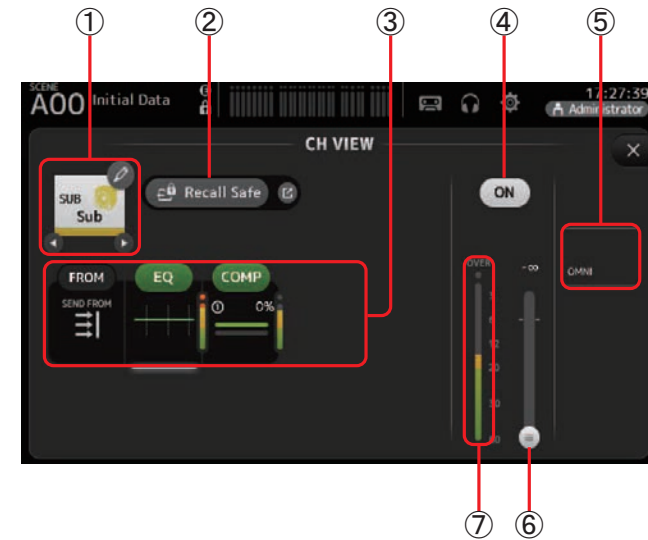 ① ② ③ ④ ⑤
SCENE
A00 Initial Data
17:27:39
Administrator
CH VIEW
SUB
Sub
Recall Safe
ON
OVER
-∞
OMNI
FROM EQ COMP
SEND FROM
① 0%
⑦ ⑥